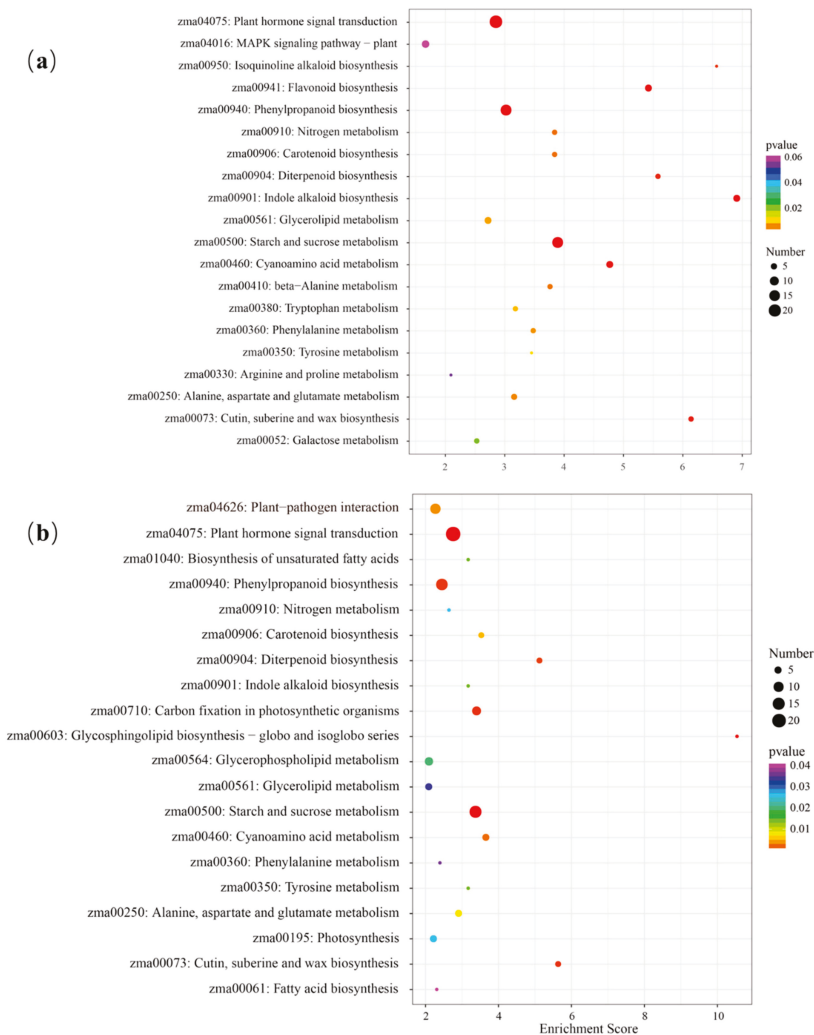 (a)
zma04075: Plant hormone signal transduction
zma04016: MAPK signaling pathway − plant
zma00950: Isoquinoline alkaloid biosynthesis
zma00941: Flavonoid biosynthesis
zma00940: Phenylpropanoid biosynthesis
zma00910: Nitrogen metabolism
zma00906: Carotenoid biosynthesis
zma00904: Diterpenoid biosynthesis
zma00901: Indole alkaloid biosynthesis
zma00561: Glycerolipid metabolism
zma00500: Starch and sucrose metabolism
zma00460: Cyanoamino acid metabolism
zma00410: beta−Alanine metabolism
zma00380: Tryptophan metabolism
zma00360: Phenylalanine metabolism
zma00350: Tyrosine metabolism
zma00330: Arginine and proline metabolism
zma00250: Alanine, aspartate and glutamate metabolism
zma00073: Cutin, suberine and wax biosynthesis
zma00052: Galactose metabolism
2 3 4 5 6 7
pvalue
0.06
0.04
0.02
Number
5
10
15
20
(b)
zma04626: Plant−pathogen interaction
zma04075: Plant hormone signal transduction
zma01040: Biosynthesis of unsaturated fatty acids
zma00940: Phenylpropanoid biosynthesis
zma00910: Nitrogen metabolism
zma00906: Carotenoid biosynthesis
zma00904: Diterpenoid biosynthesis
zma00901: Indole alkaloid biosynthesis
zma00710: Carbon fixation in photosynthetic organisms
zma00603: Glycosphingolipid biosynthesis − globo and isoglobo series
zma00564: Glycerophospholipid metabolism
zma00561: Glycerolipid metabolism
zma00500: Starch and sucrose metabolism
zma00460: Cyanoamino acid metabolism
zma00360: Phenylalanine metabolism
zma00350: Tyrosine metabolism
zma00250: Alanine, aspartate and glutamate metabolism
zma00195: Photosynthesis
zma00073: Cutin, suberine and wax biosynthesis
zma00061: Fatty acid biosynthesis
2 4 6 8 10
Enrichment Score
Number
5
10
15
20
pvalue
0.04
0.03
0.02
0.01